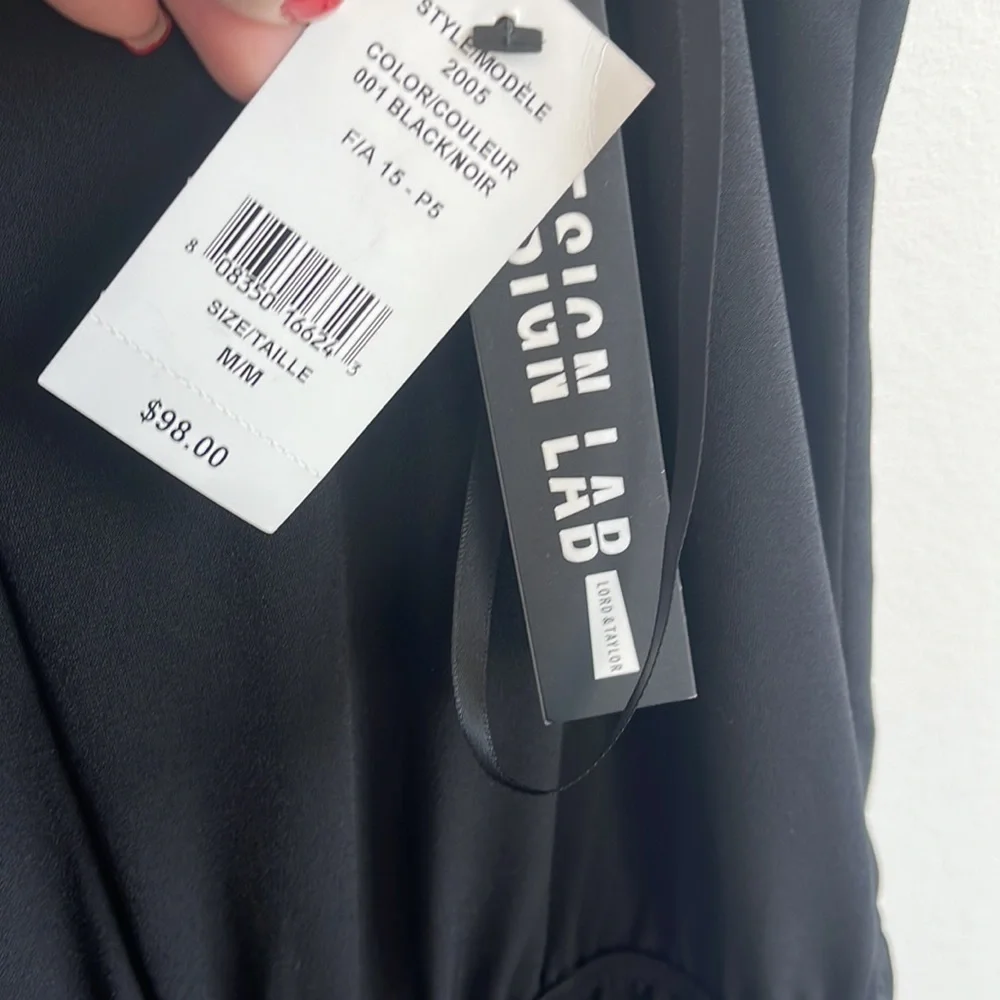 STYLE/MODÈLE
2005
COLOR/COULEUR
001 BLACK/NOIR
F/A 15 - P5
8 08350 16624 3
SIZE/TAILLE
M/M
$98.00
LAB
SIGN LAB
LORD & TAYLOR